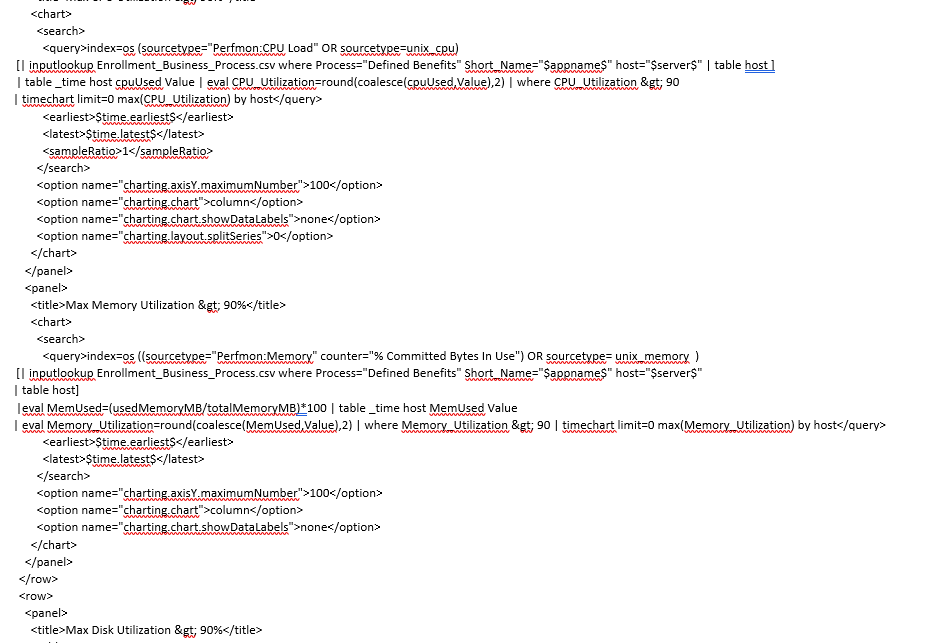 <chart>
<search>
<query>index=os (sourcetype="Perfmon:CPU Load" OR sourcetype=unix_cpu)
[| inputlookup Enrollment_Business_Process.csv where Process="Defined Benefits" Short_Name="$appname$" host="$server$" | table host ]
| table _time host cpuUsed Value | eval CPU_Utilization=round(coalesce(cpuUsed,Value),2) | where CPU_Utilization &gt; 90
| timechart limit=0 max(CPU_Utilization) by host</query>
<earliest>$time.earliest$</earliest>
<latest>$time.latest$</latest>
<sampleRatio>1</sampleRatio>
</search>
<option name="charting.axisY.maximumNumber">100</option>
<option name="charting.chart">column</option>
<option name="charting.chart.showDataLabels">none</option>
<option name="charting.layout.splitSeries">0</option>
</chart>
</panel>
<panel>
<title>Max Memory Utilization &gt; 90%</title>
<chart>
<search>
<query>index=os ((sourcetype="Perfmon:Memory" counter="% Committed Bytes In Use") OR sourcetype= unix_memory  )
[| inputlookup Enrollment_Business_Process.csv where Process="Defined Benefits" Short_Name="$appname$" host="$server$"
| table host]
|eval MemUsed=(usedMemoryMB/totalMemoryMB)*100 | table _time host MemUsed Value
| eval Memory_Utilization=round(coalesce(MemUsed,Value),2) | where Memory_Utilization &gt; 90 | timechart limit=0 max(Memory_Utilization) by host</query>
<earliest>$time.earliest$</earliest>
<latest>$time.latest$</latest>
</search>
<option name="charting.axisY.maximumNumber">100</option>
<option name="charting.chart">column</option>
<option name="charting.chart.showDataLabels">none</option>
</chart>
</panel>
</row>
<row>
<panel>
<title>Max Disk Utilization &gt; 90%</title>